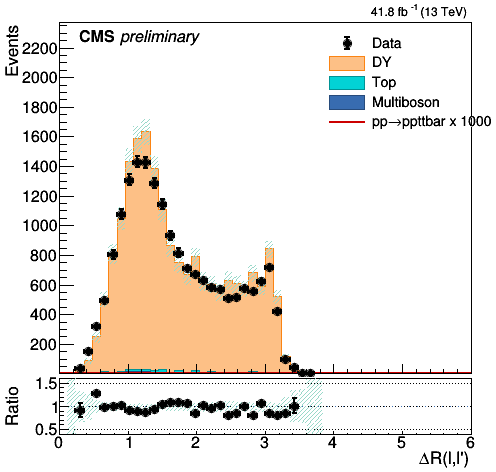 41.8 fb⁻¹ (13 TeV)
CMS preliminary
Events
Data
DY
Top
Multiboson
pp→ppttbar x 1000
2200
2000
1800
1600
1400
1200
1000
800
600
400
200
Ratio
1.5
1
0.5
0 1 2 3 4 5 6
ΔR(l,l')